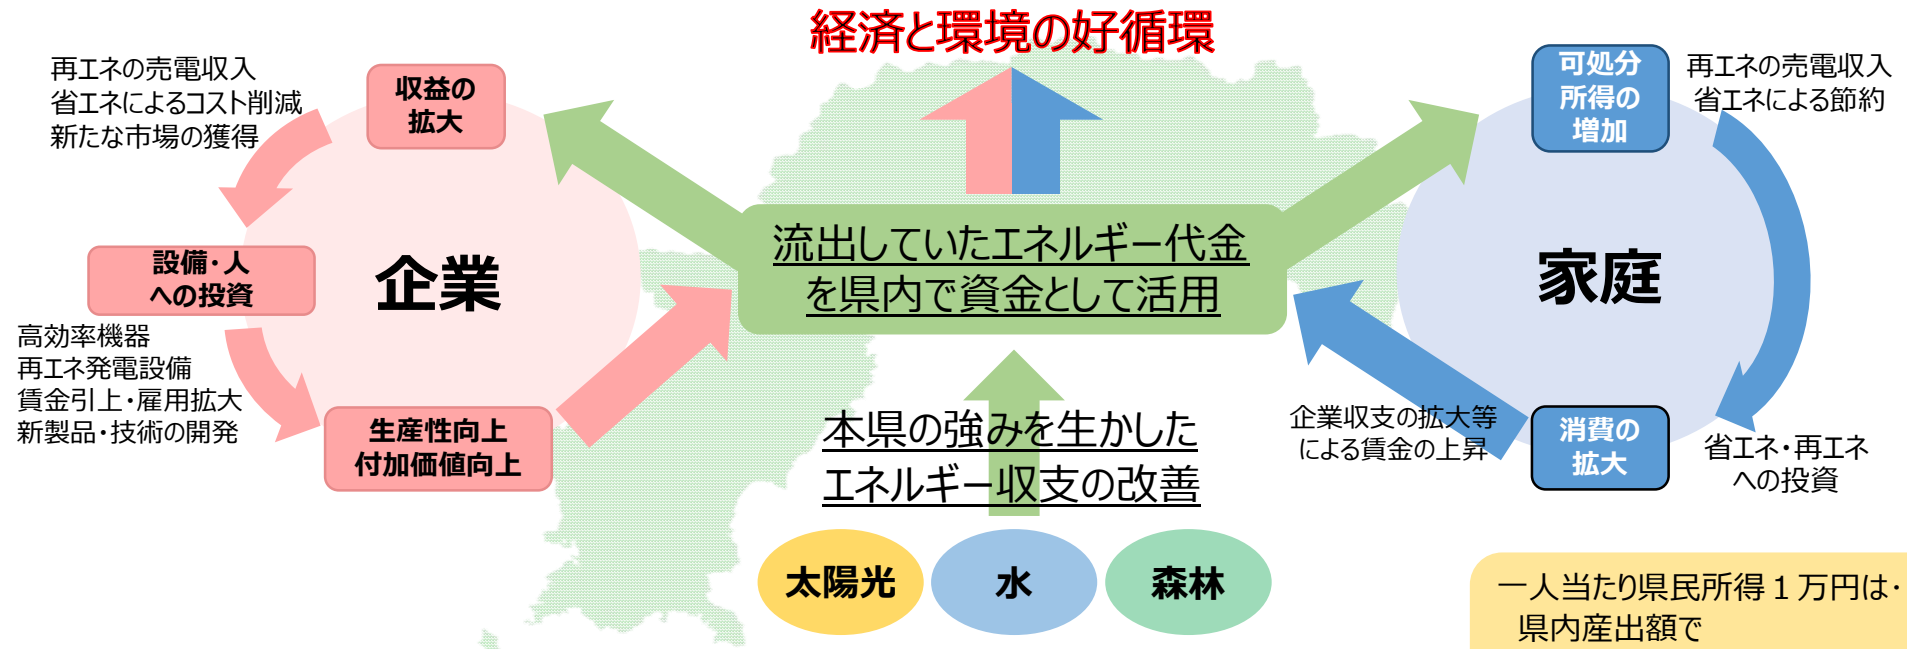 経済と環境の好循環
再エネの売電収入
省エネによるコスト削減
新たな市場の獲得
収益の
拡大
設備・人
への投資
企業
高効率機器
再エネ発電設備
賃金引上・雇用拡大
新製品・技術の開発
生産性向上
付加価値向上
流出していたエネルギー代金
を県内で資金として活用
本県の強みを生かした
エネルギー収支の改善
太陽光
水
森林
可処分
所得の
増加
再エネの売電収入
省エネによる節約
家庭
企業収支の拡大等
による賃金の上昇
消費の
拡大
省エネ・再エネ
への投資
一人当たり県民所得１万円は・
県内産出額で